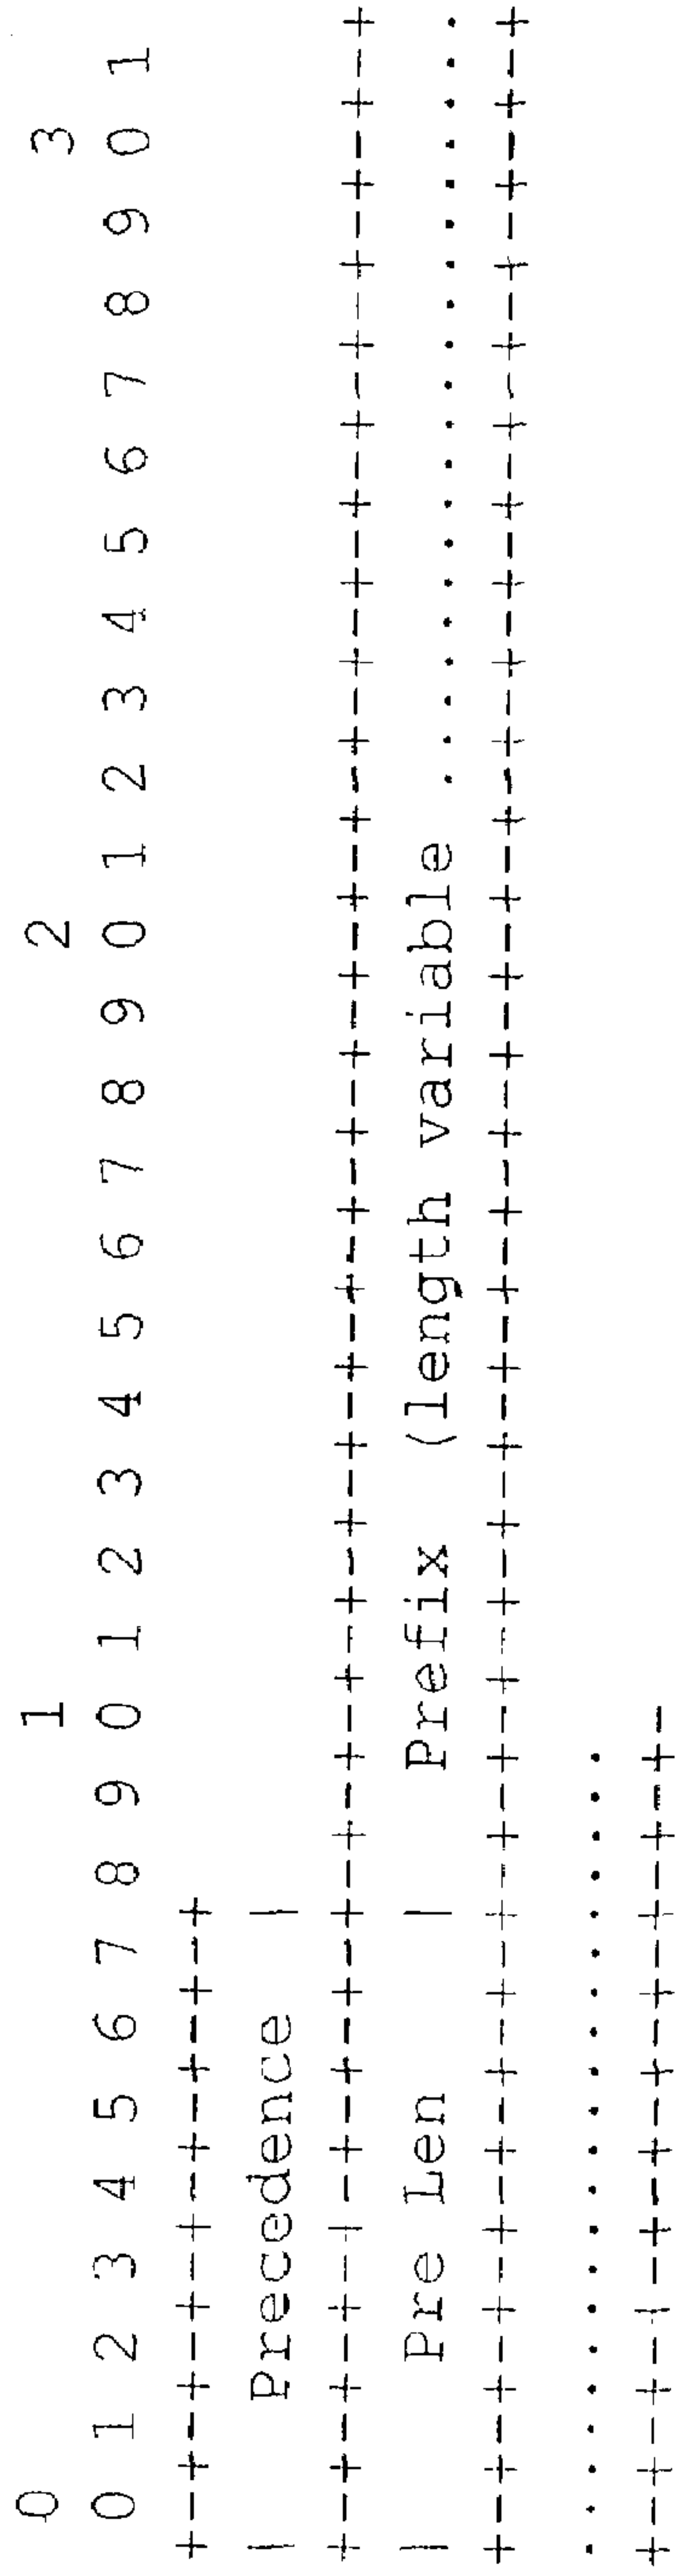 0                   1                   2                   3
 0 1 2 3 4 5 6 7 8 9 0 1 2 3 4 5 6 7 8 9 0 1 2 3 4 5 6 7 8 9 0 1
+-+-+-+-+-+-+-+-+
|   Precedence  |
+-+-+-+-+-+-+-+-+-+-+-+-+-+-+-+-+-+-+-+-+-+-+-+-+-+-+-+-+-+-+-+-+
|    Pre Len    |   Prefix  (length variable ....................
+-+-+-+-+-+-+-+-+-+-+-+-+-+-+-+-+-+-+-+-+-+-+-+-+-+-+-+-+-+-+-+-+
.....................
+-+-+-+-+-+-+-+-+-+-+-